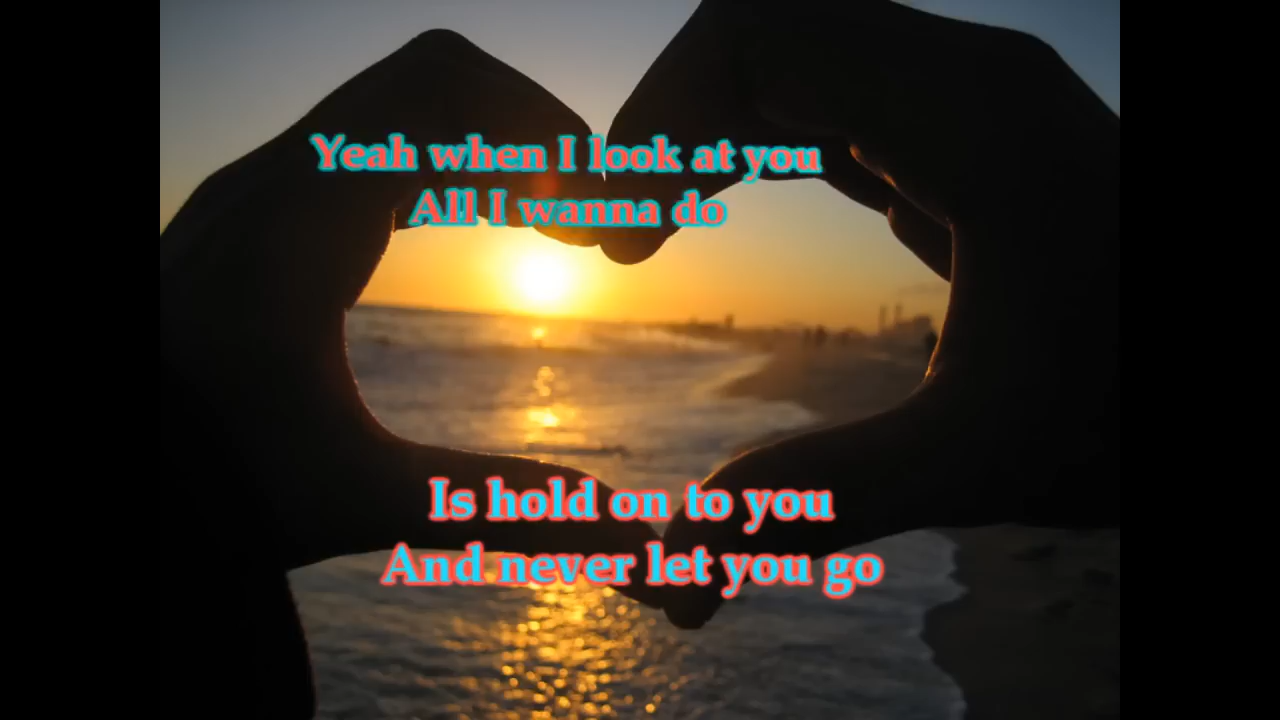 Yeah when I look at you
All I wanna do
Is hold on to you
And never let you go